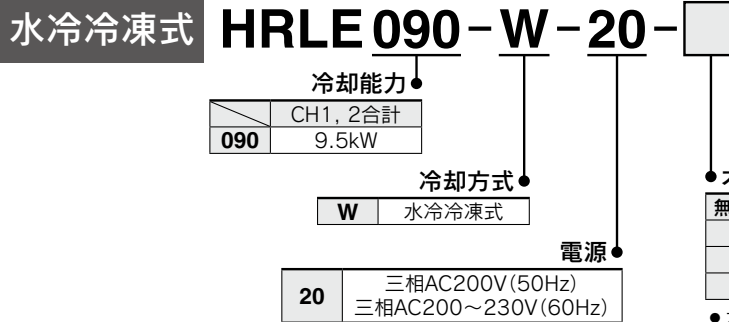 水冷冷凍式 HRLE 090-W-20-
冷却能力
CH1, 2合計
090 9.5kW
冷却方式
W 水冷冷凍式
無
電源
20 三相AC200V(50Hz)
三相AC200～230V(60Hz)